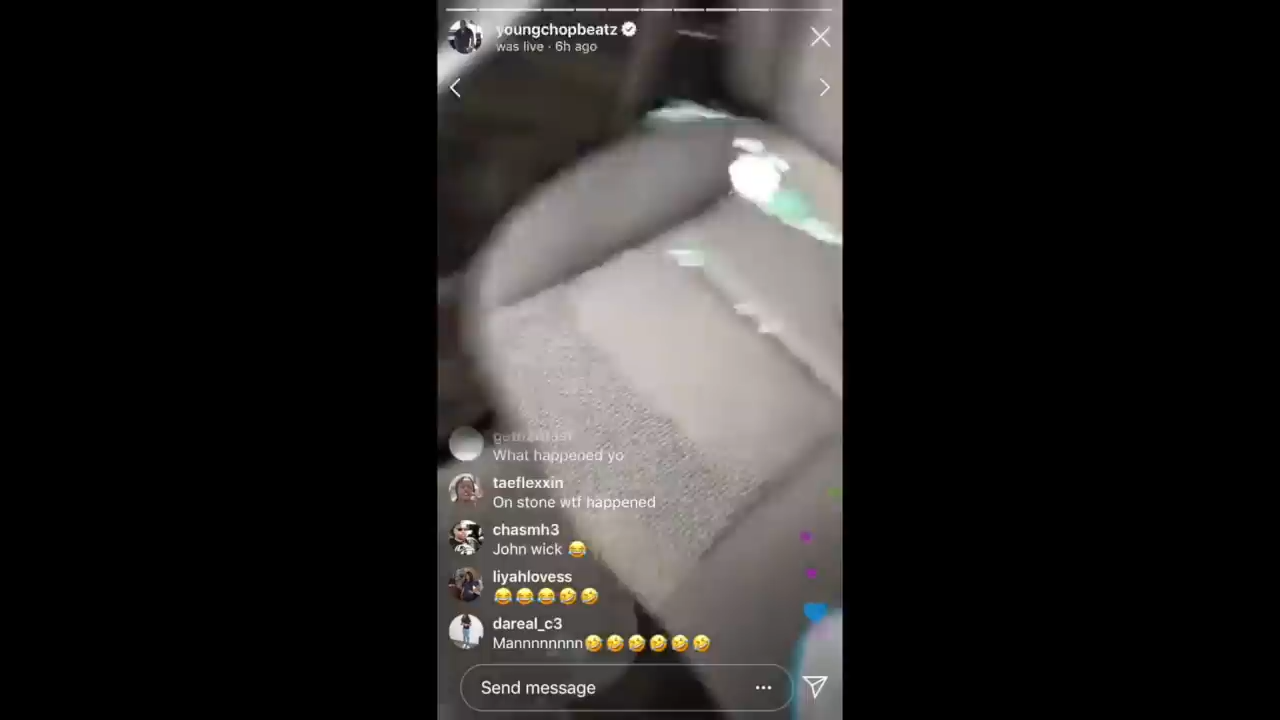 youngchopbeatz
was live · 6h ago
What happened yo
taeflexxin
On stone wtf happened
chasmh3
John wick 😂
liyahlovess
😂😂😂🤣🤣
dareal_c3
Mannnnnnnn🤣🤣🤣🤣🤣🤣
Send message